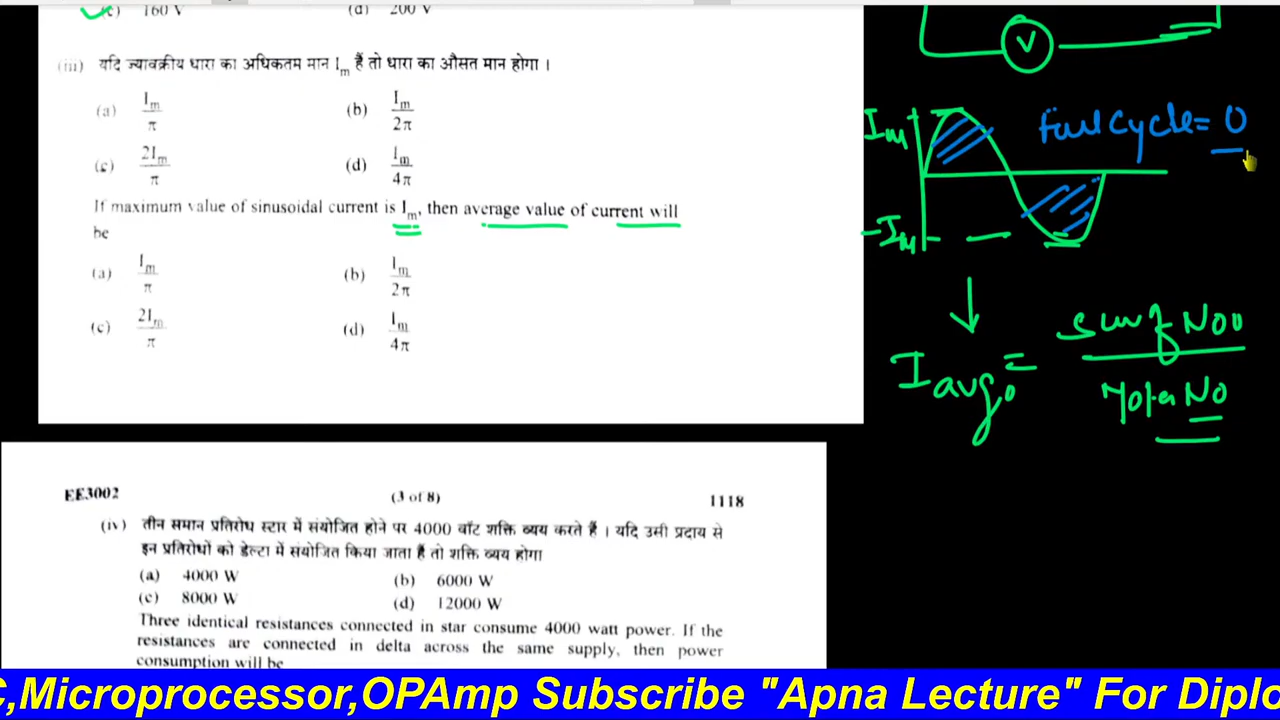 (c) 160 V (d) 200 V
(iii) यदि ज्यावक्रीय धारा का अधिकतम मान Im हैं तो धारा का औसत मान होगा ।
(a) Im/π (b) Im/2π
(c) 2Im/π (d) Im/4π
If maximum value of sinusoidal current is Im, then average value of current will
be
(a) Im/π (b) Im/2π
(c) 2Im/π (d) Im/4π
EE3002 (3 of 8) 1118
(iv) तीन समान प्रतिरोध स्टार में संयोजित होने पर 4000 वॉट शक्ति व्यय करते हैं । यदि उसी प्रदाय से
इन प्रतिरोधों को डेल्टा में संयोजित किया जाता हैं तो शक्ति व्यय होगा
(a) 4000 W (b) 6000 W
(c) 8000 W (d) 12000 W
Three identical resistances connected in star consume 4000 watt power. If the
resistances are connected in delta across the same supply, then power
consumption will be
V
Im
Full Cycle = 0
-Im
Iavg = Sum of No
No
C,Microprocessor,OPAmp Subscribe "Apna Lecture" For Diplo